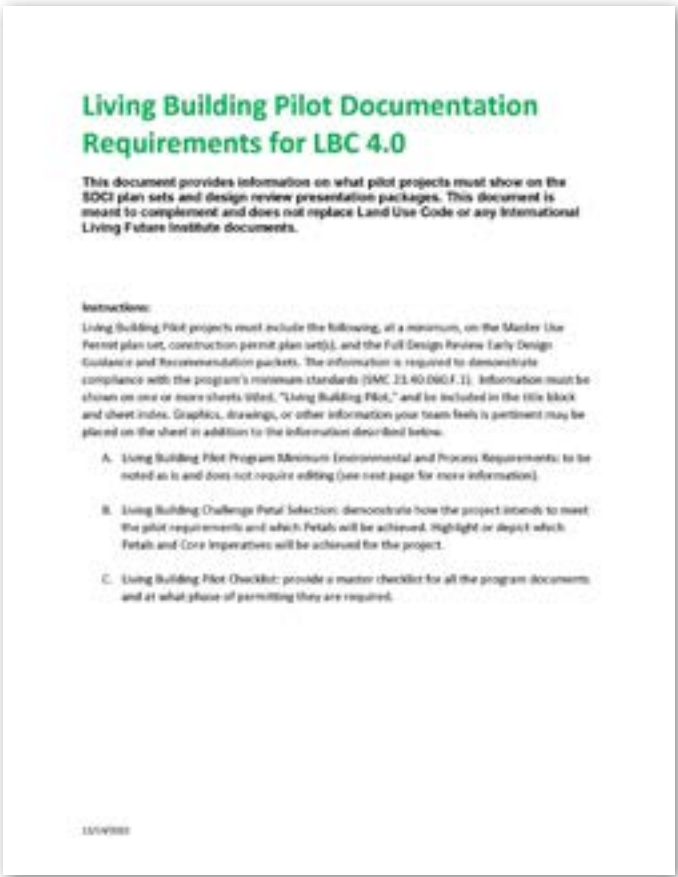 Living Building Pilot Documentation
Requirements for LBC 4.0
This document provides information on what pilot projects must show on the
SDCI plan sets and design review presentation packages. This document is
meant to complement and does not replace Land Use Code or any International
Living Future Institute documents.
Instructions:
Living Building Pilot projects must include the following, at a minimum, on the Master Use
Permit plan set, construction permit plan set(s), and the Full Design Review Early Design
Guidance and Recommendation packets. The information is required to demonstrate
compliance with the program's minimum standards (SMC 23.40.060.F.1). Information must be
shown on one or more sheets titled, "Living Building Pilot," and be included in the title block
and sheet index. Graphics, drawings, or other information your team feels is pertinent may be
placed on the sheet in addition to the information described below.
A. Living Building Pilot Program Minimum Environmental and Process Requirements: to be
noted as is and does not require editing (see next page for more information).
B. Living Building Challenge Petal Selection: demonstrate how the project intends to meet
the pilot requirements and which Petals will be achieved. Highlight or depict which
Petals and Core Imperatives will be achieved for the project.
C. Living Building Pilot Checklist: provide a master checklist for all the program documents
and at what phase of permitting they are required.